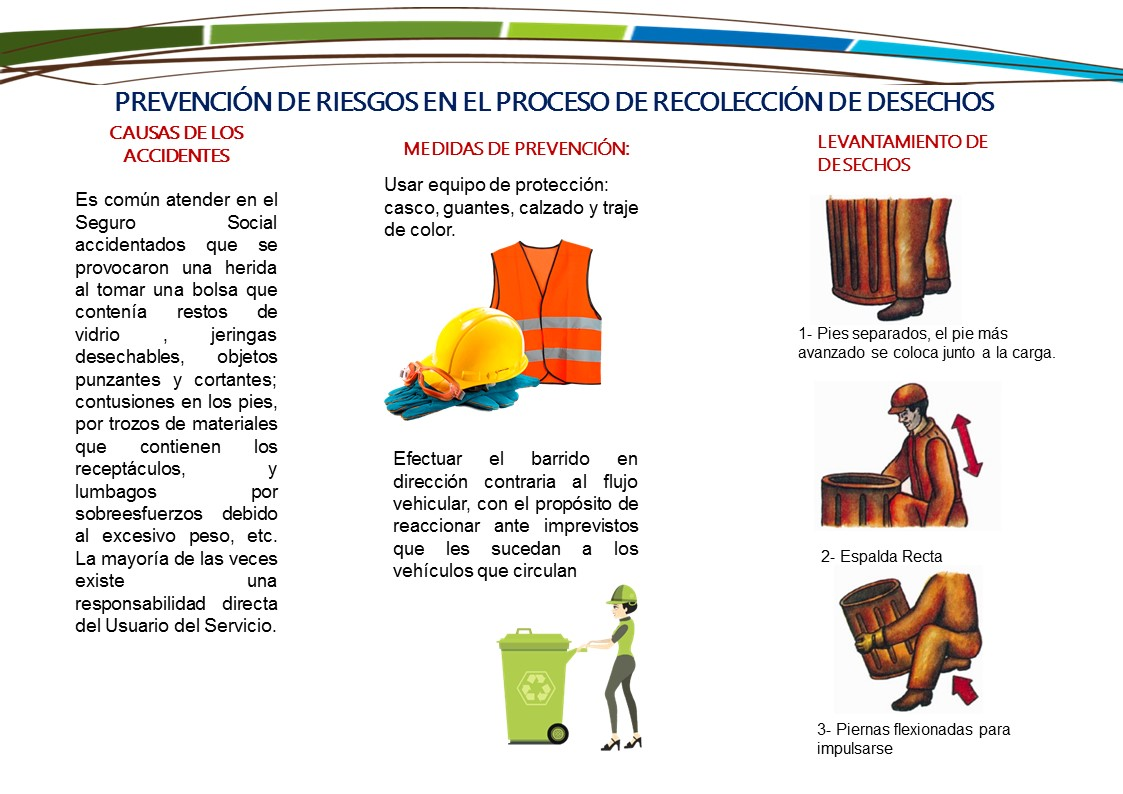 PREVENCIÓN DE RIESGOS EN EL PROCESO DE RECOLECCIÓN DE DESECHOS
CAUSAS DE LOS
ACCIDENTES
Es común atender en el
Seguro Social
accidentados que se
provocaron una herida
al tomar una bolsa que
contenía restos de
vidrio , jeringas
desechables, objetos
punzantes y cortantes;
contusiones en los pies,
por trozos de materiales
que contienen los
receptáculos, y
lumbagos por
sobreesfuerzos debido
al excesivo peso, etc.
La mayoría de las veces
existe una
responsabilidad directa
del Usuario del Servicio.
MEDIDAS DE PREVENCIÓN:
Usar equipo de protección:
casco, guantes, calzado y traje
de color.
Efectuar el barrido en
dirección contraria al flujo
vehicular, con el propósito de
reaccionar ante imprevistos
que les sucedan a los
vehículos que circulan
LEVANTAMIENTO DE
DESECHOS
1- Pies separados, el pie más
avanzado se coloca junto a la carga.
2- Espalda Recta
3- Piernas flexionadas para
impulsarse